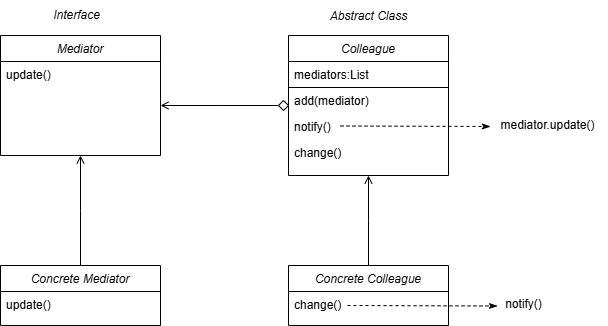 Interface
Abstract Class
Mediator
Colleague
update()
mediators:List
add(mediator)
notify()
mediator.update()
change()
Concrete Mediator
Concrete Colleague
update()
change()
notify()